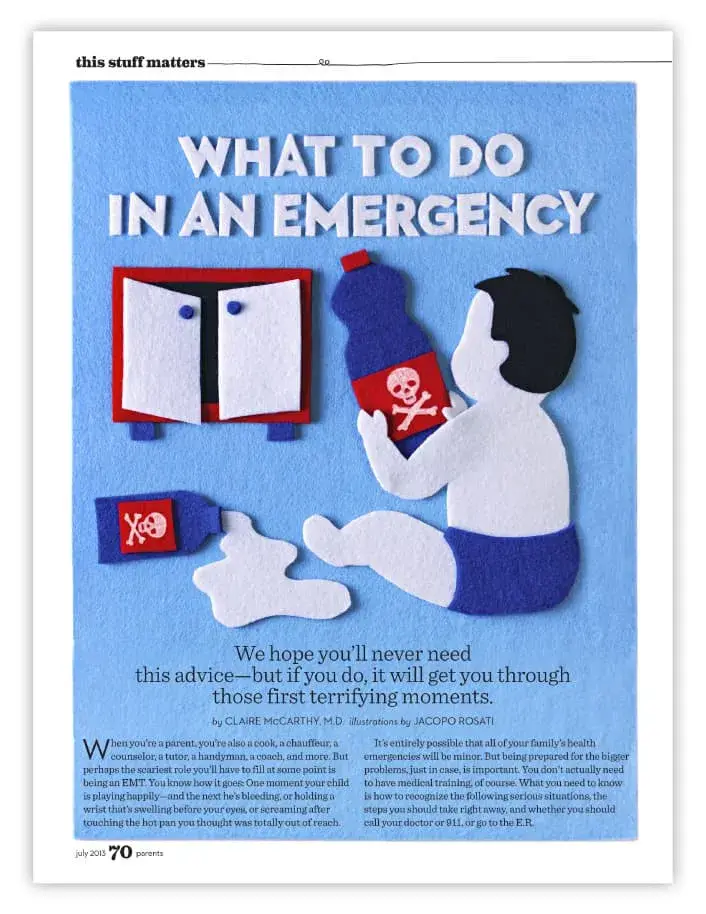 this stuff matters
WHAT TO DO
IN AN EMERGENCY
We hope you'll never need
this advice—but if you do, it will get you through
those first terrifying moments.
by CLAIRE McCARTHY, M.D. illustrations by JACOPO ROSATI
When you're a parent, you're also a cook, a chauffeur, a
counselor, a tutor, a handyman, a coach, and more. But
perhaps the scariest role you'll have to fill at some point is
being an EMT. You know how it goes: One moment your child
is playing happily—and the next he's bleeding, or holding a
wrist that's swelling before your eyes, or screaming after
touching the hot pan you thought was totally out of reach.
It's entirely possible that all of your family's health
emergencies will be minor. But being prepared for the bigger
problems, just in case, is important. You don't actually need
to have medical training, of course. What you need to know
is how to recognize the following serious situations, the
steps you should take right away, and whether you should
call your doctor or 911, or go to the E.R.
july 2013 70 parents